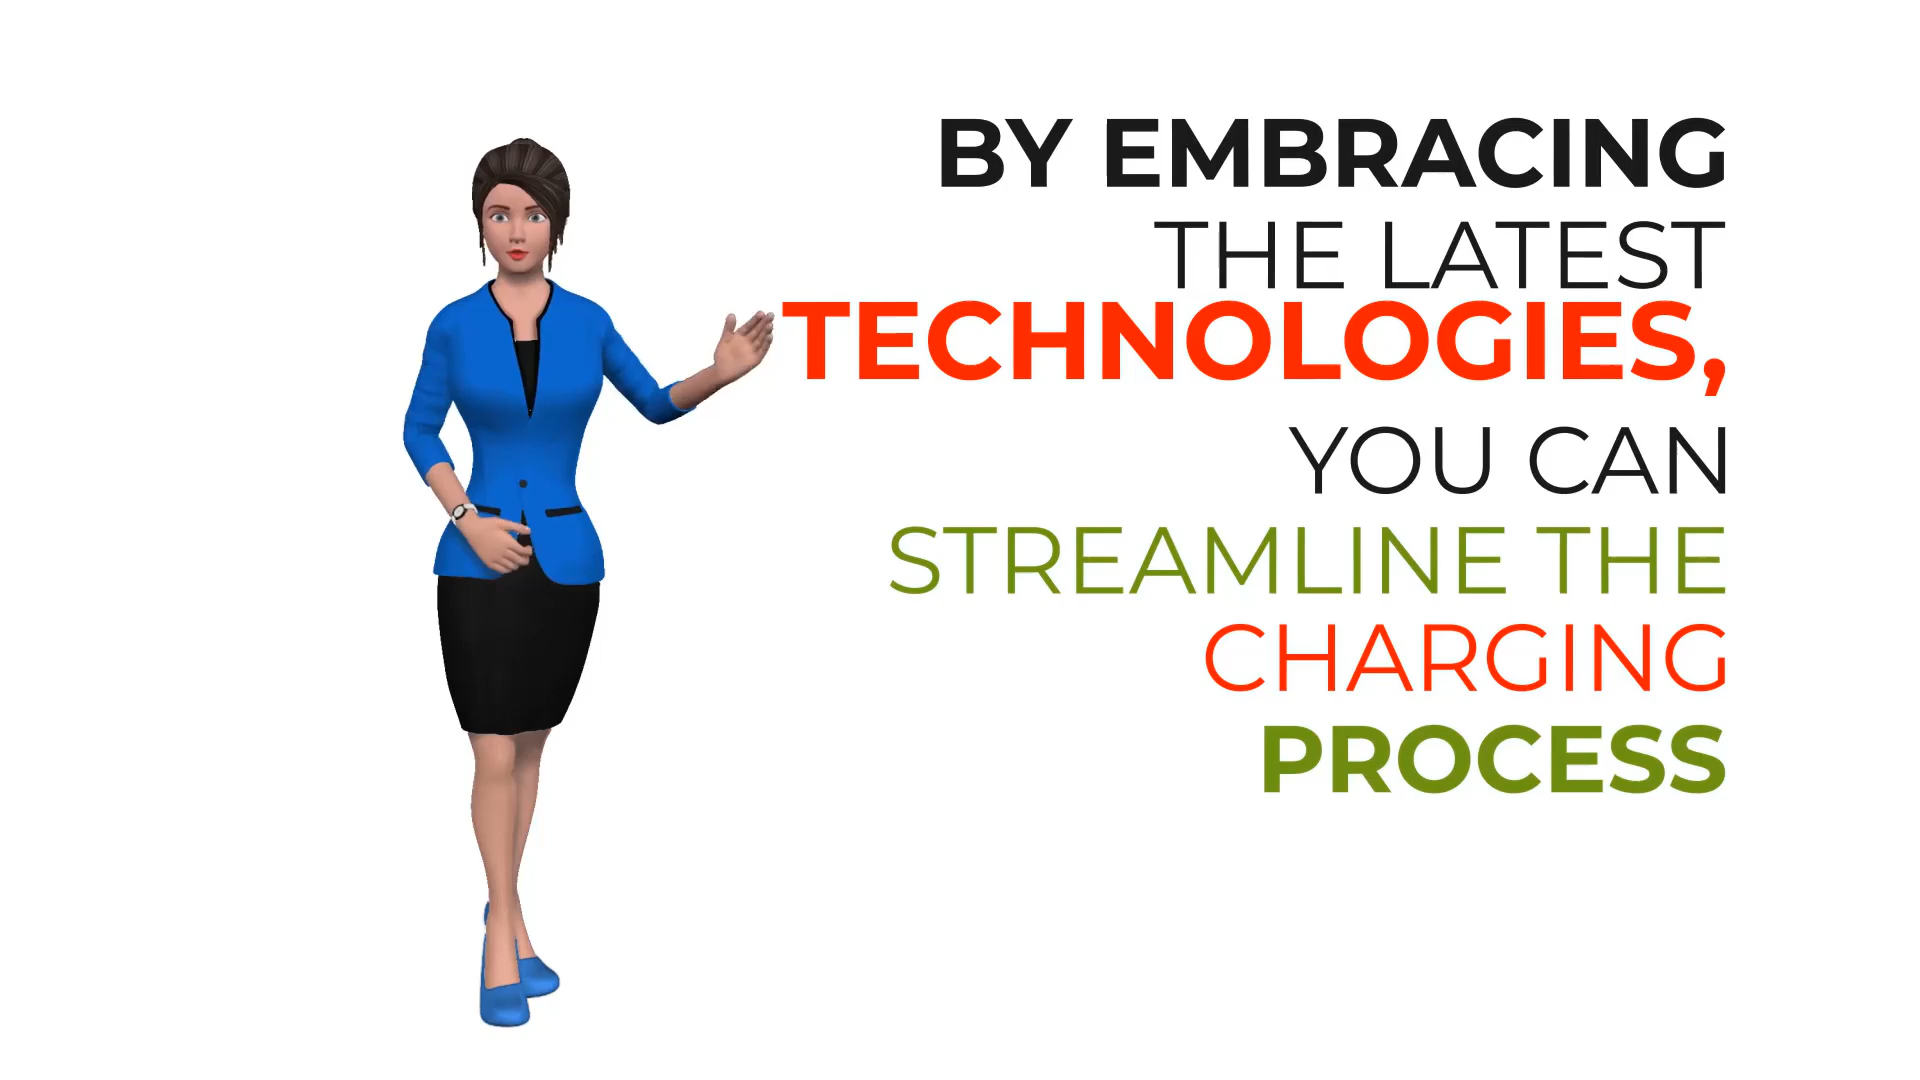 BY EMBRACING
THE LATEST
TECHNOLOGIES,
YOU CAN
STREAMLINE THE
CHARGING
PROCESS